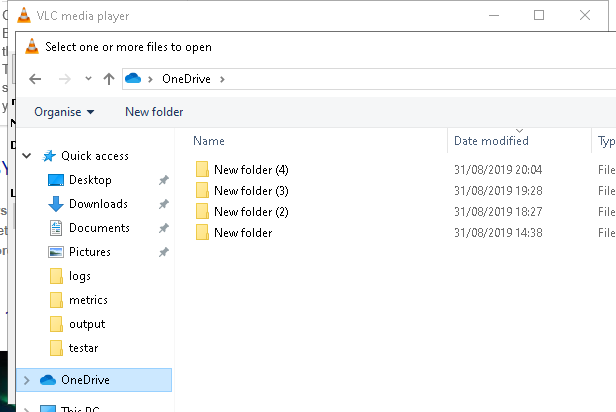 VLC media player
Select one or more files to open
OneDrive
Organise New folder
Name Date modified Typ
Quick access
Desktop
Downloads
Documents
Pictures
logs
metrics
output
testar
OneDrive
This PC
New folder (4) 31/08/2019 20:04 File
New folder (3) 31/08/2019 19:28 File
New folder (2) 31/08/2019 18:27 File
New folder 31/08/2019 14:38 File